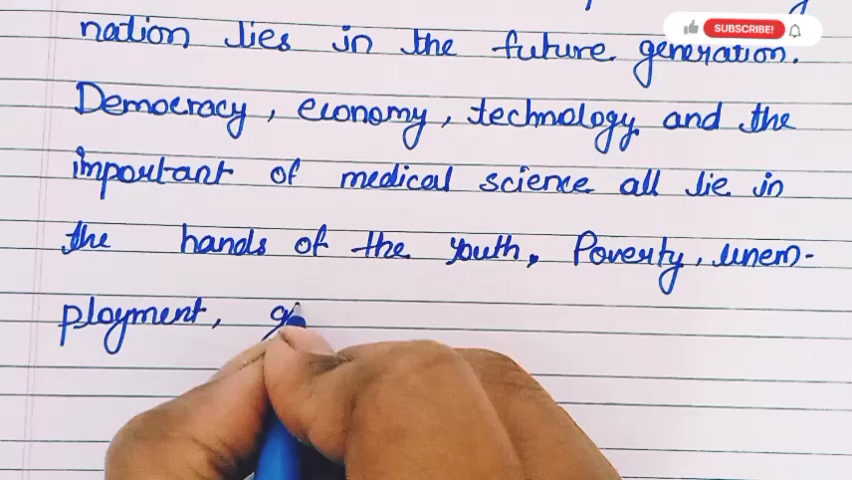 nation lies in the future generation.
SUBSCRIBE!
Democracy, economy, technology and the
important of medical science all lie in
the hands of the youth. Poverty, unem-
ployment,